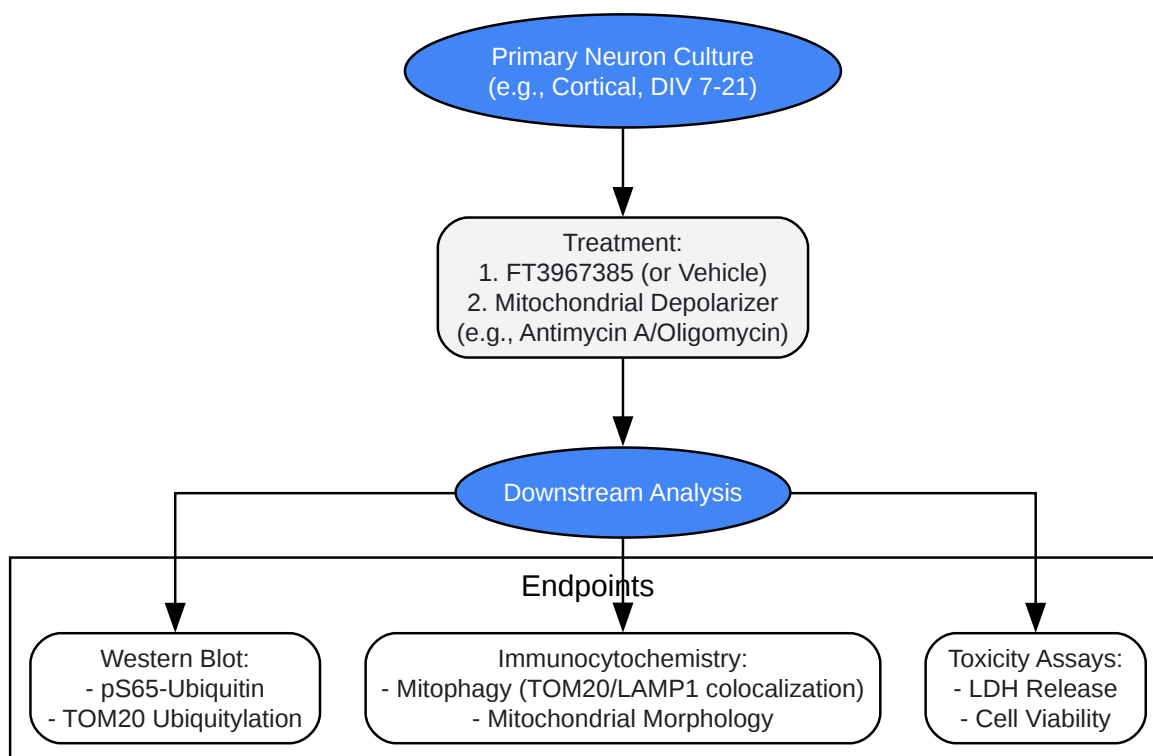 Primary Neuron Culture
(e.g., Cortical, DIV 7-21)
Treatment:
1. FT3967385 (or Vehicle)
2. Mitochondrial Depolarizer
(e.g., Antimycin A/Oligomycin)
Downstream Analysis
Endpoints
Western Blot:
- pS65-Ubiquitin
- TOM20 Ubiquitylation
Immunocytochemistry:
- Mitophagy (TOM20/LAMP1 colocalization)
- Mitochondrial Morphology
Toxicity Assays:
- LDH Release
- Cell Viability